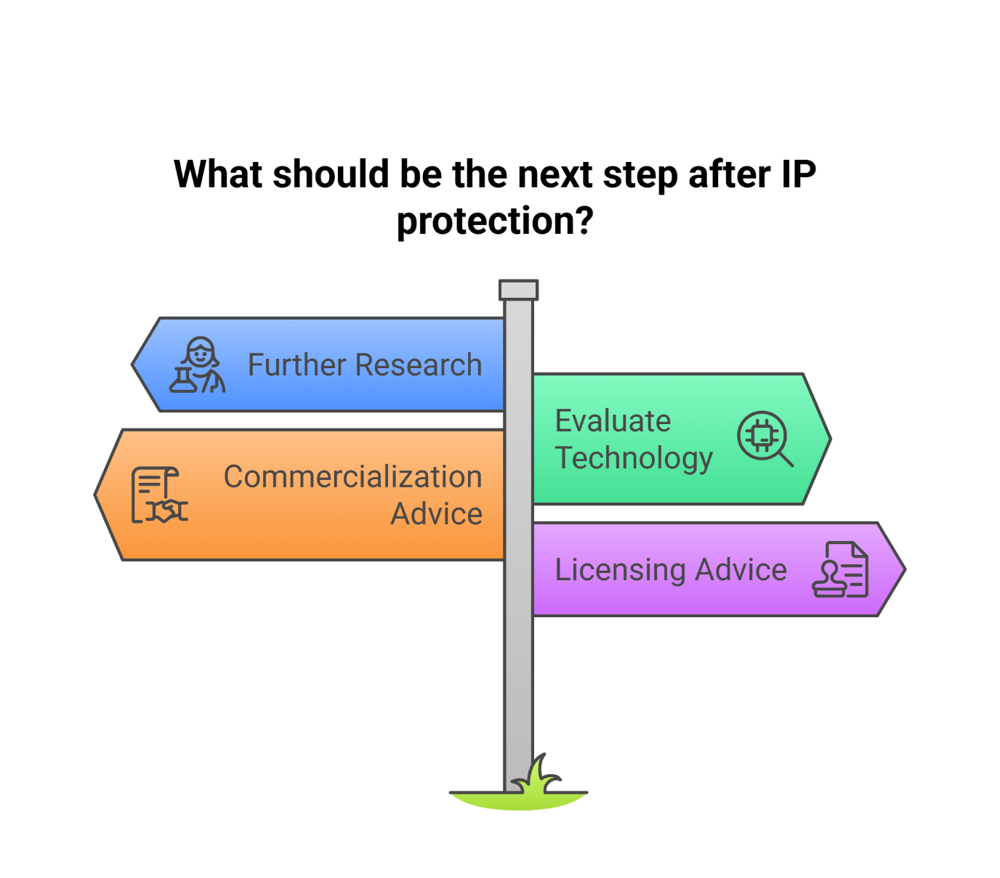 What should be the next step after IP
protection?
Further Research
Evaluate
Technology
Commercialization
Advice
Licensing Advice